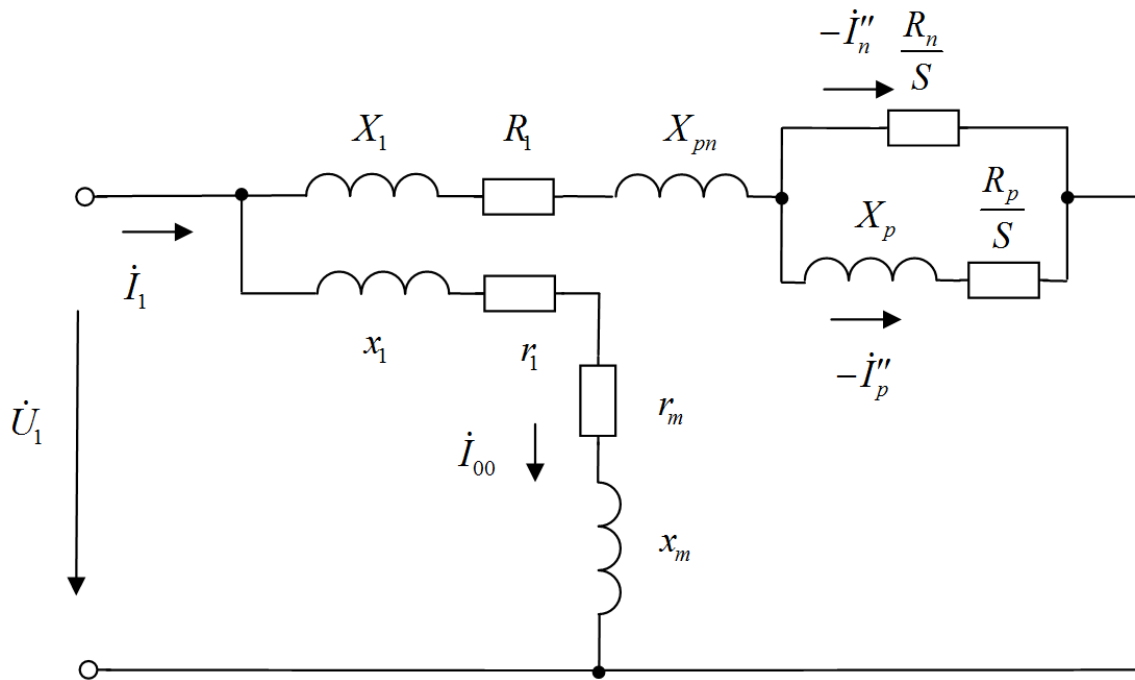 −İ″ₙ Rₙ/S
X₁ R₁ Xₚₙ
Xₚ Rₚ/S
İ₁
x₁ r₁
−İ″ₚ
U̇₁
rₘ
İ₀₀
xₘ